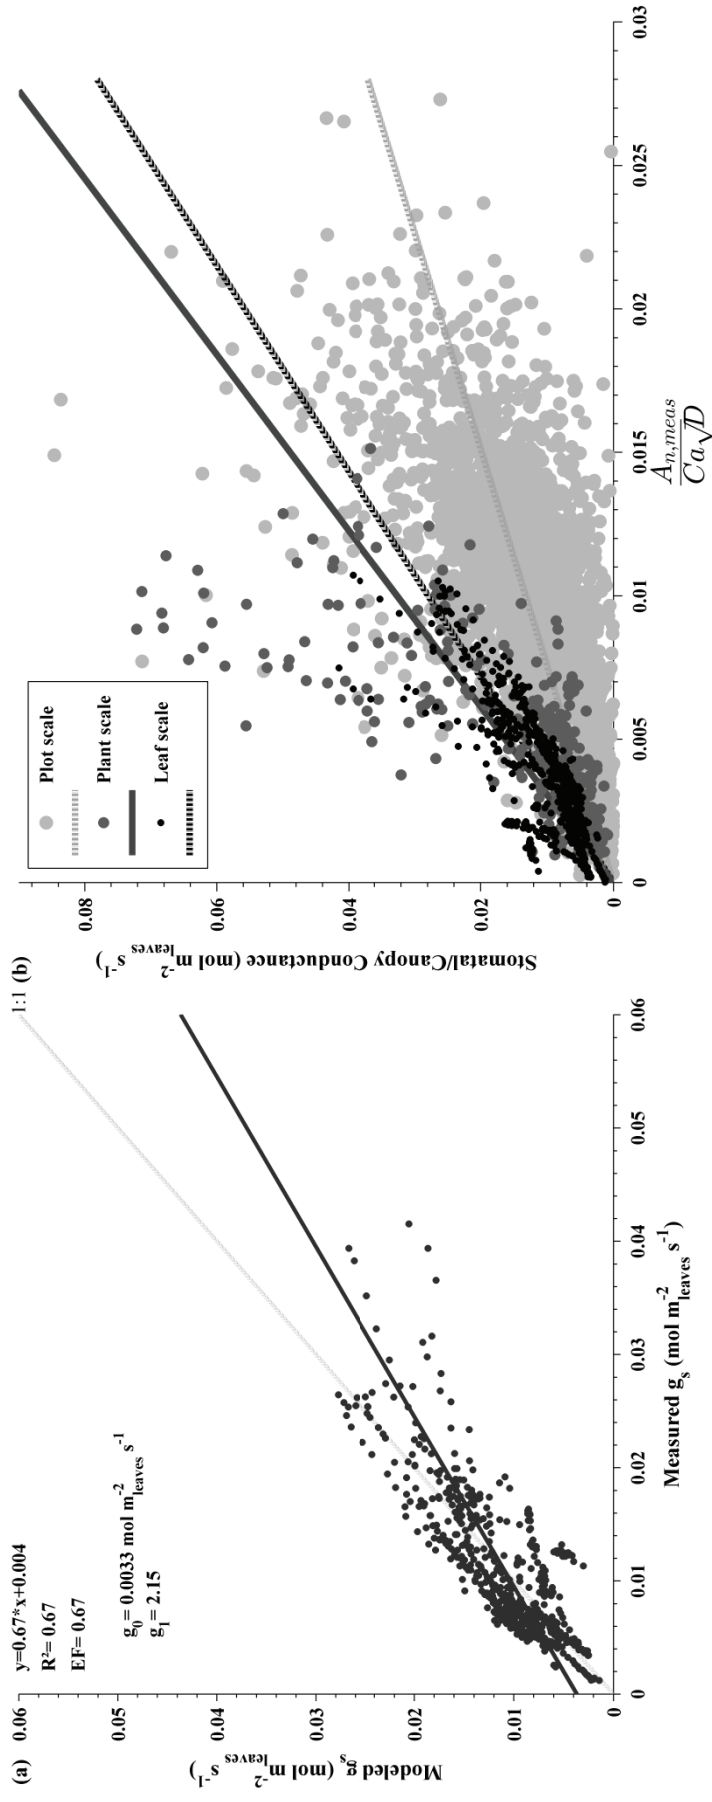 (a)
y=0.67*x+0.004
R²= 0.67
EF= 0.67
g₀= 0.0033 mol m⁻²leaves s⁻¹
g₁= 2.15
1:1
Modeled gₛ (mol m⁻²leaves s⁻¹)
0.06
0.05
0.04
0.03
0.02
0.01
0
0
0.01
0.02
0.03
0.04
0.05
0.06
Measured gₛ (mol m⁻²leaves s⁻¹)
(b)
Plot scale
Plant scale
Leaf scale
Stomatal/Canopy Conductance (mol m⁻²leaves s⁻¹)
0.08
0.06
0.04
0.02
0
0
0.005
0.01
0.015
0.02
0.025
0.03
An,meas
Ca√D